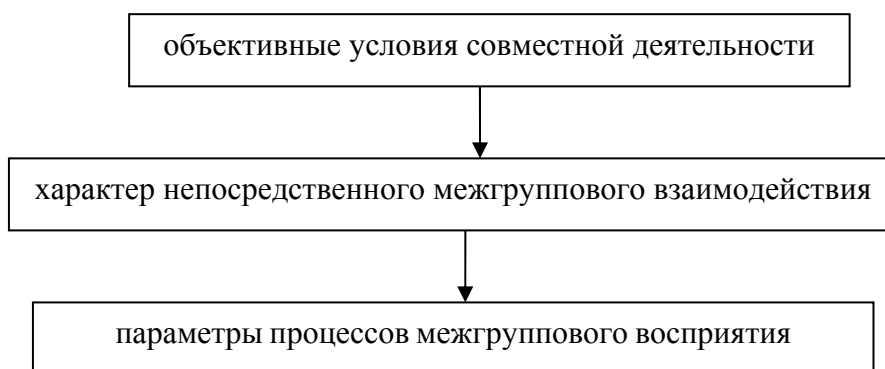 объективные условия совместной деятельности
характер непосредственного межгруппового взаимодействия
параметры процессов межгруппового восприятия